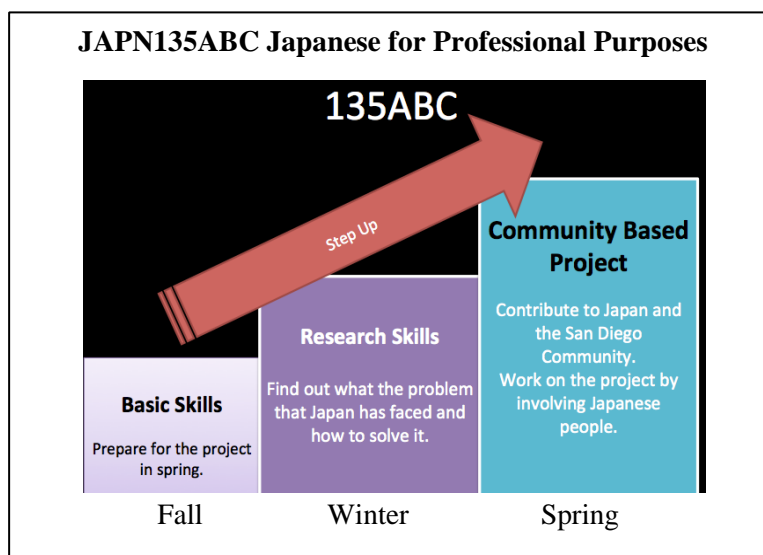 JAPN135ABC Japanese for Professional Purposes
135ABC
Step Up
Basic Skills
Prepare for the project
in spring.
Research Skills
Find out what the problem
that Japan has faced and
how to solve it.
Community Based
Project
Contribute to Japan and
the San Diego
Community.
Work on the project by
involving Japanese
people.
Fall
Winter
Spring